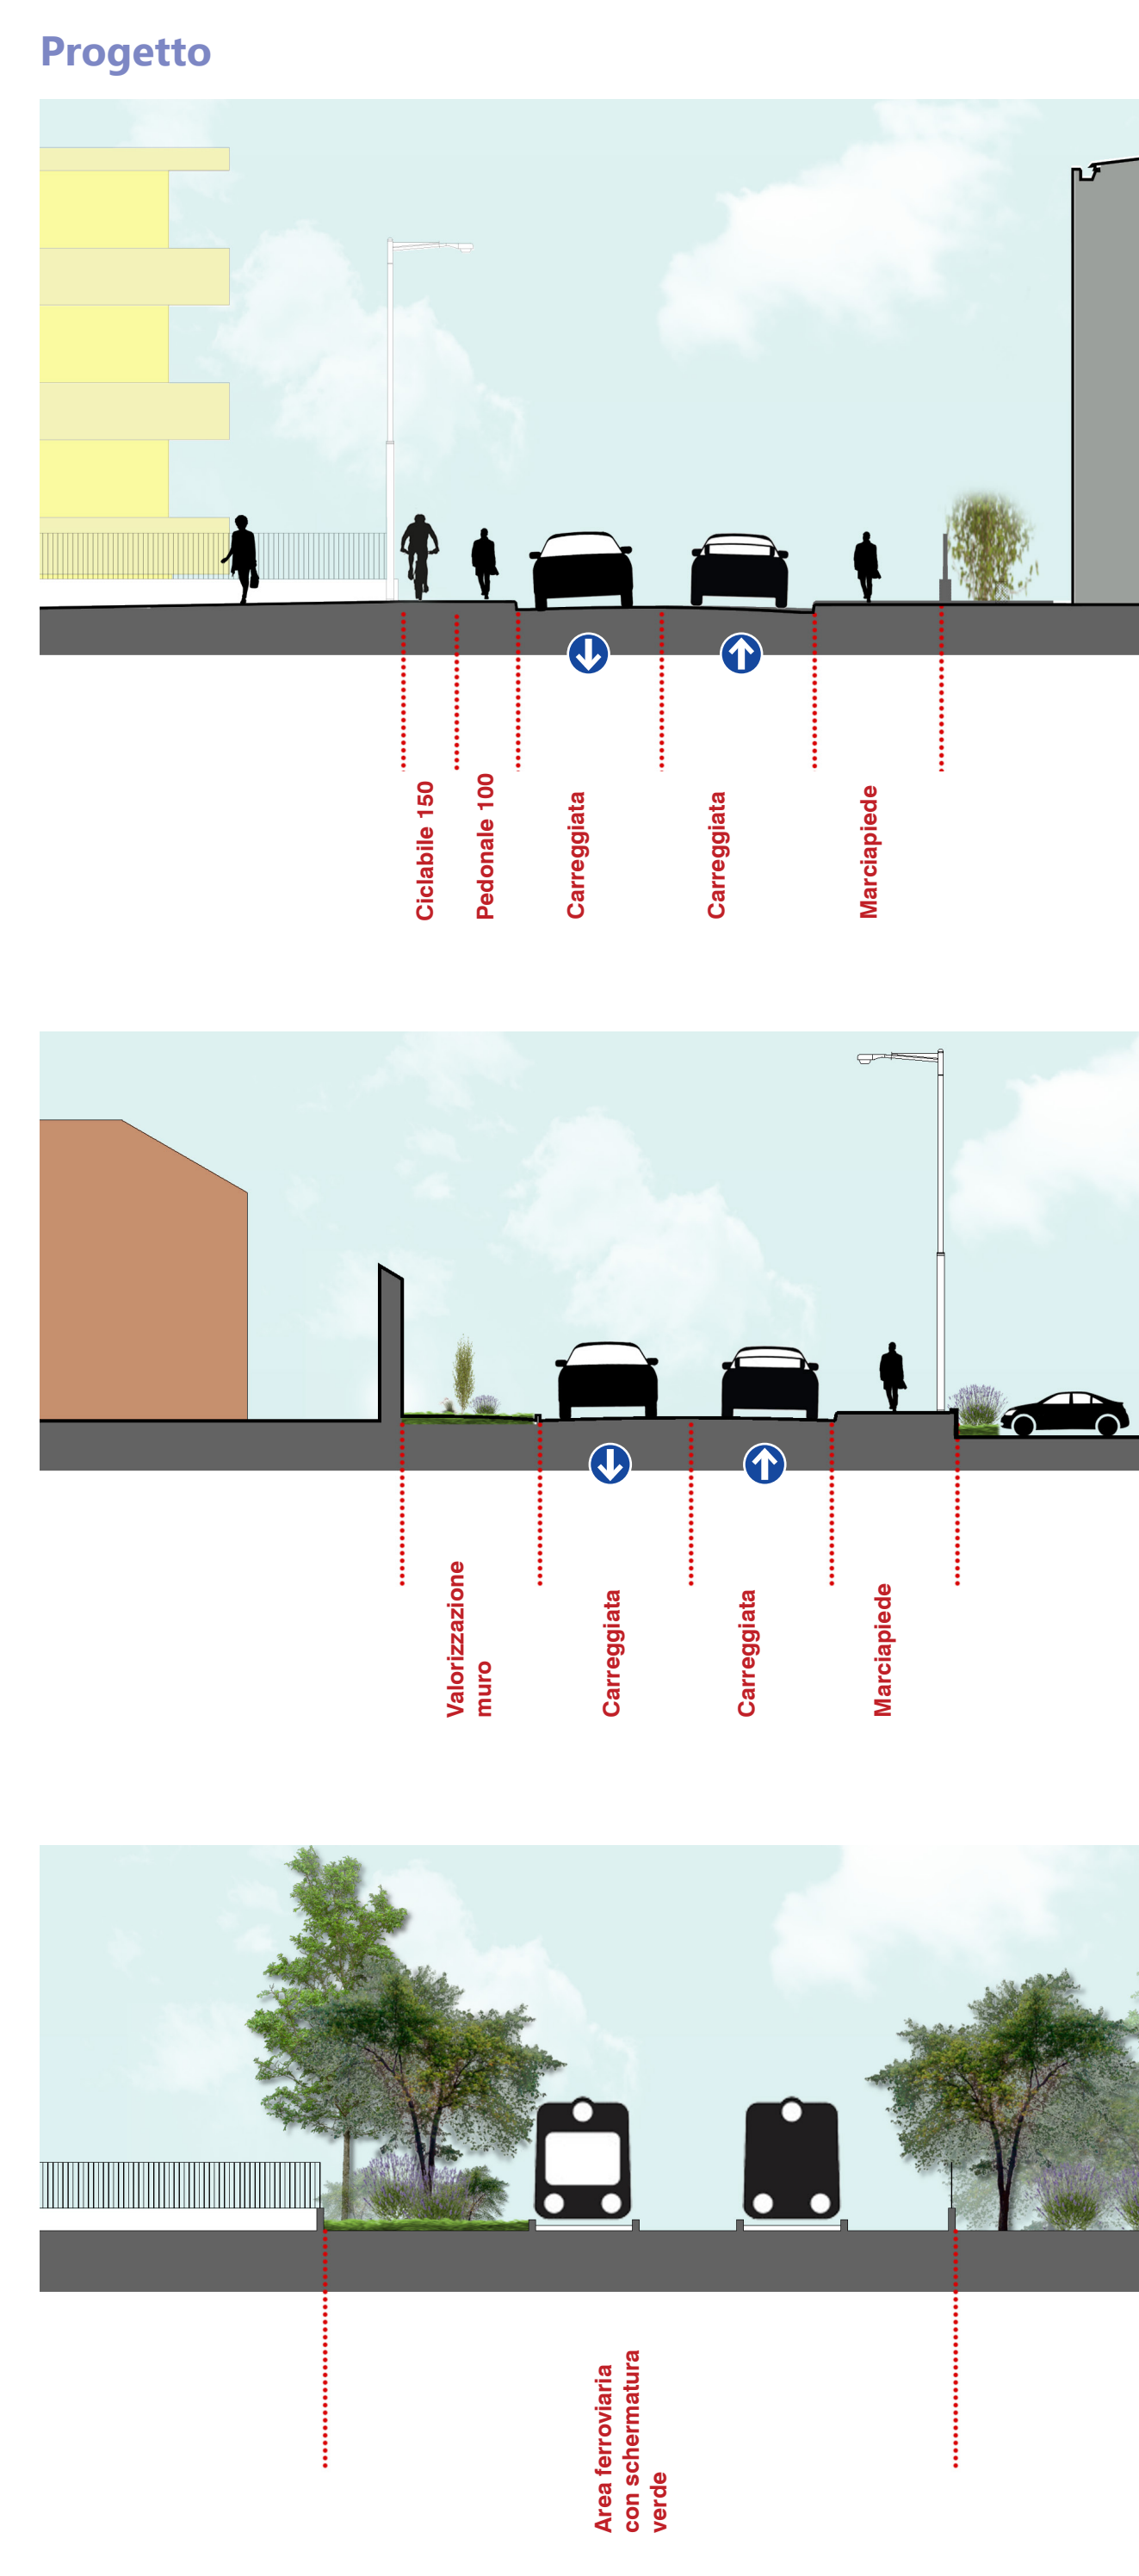 Progetto
Ciclabile 150
Pedonale 100
Carreggiata
Carreggiata
Marciapiede
Valorizzazione
muro
Carreggiata
Carreggiata
Marciapiede
Area ferroviaria
con schermatura
verde